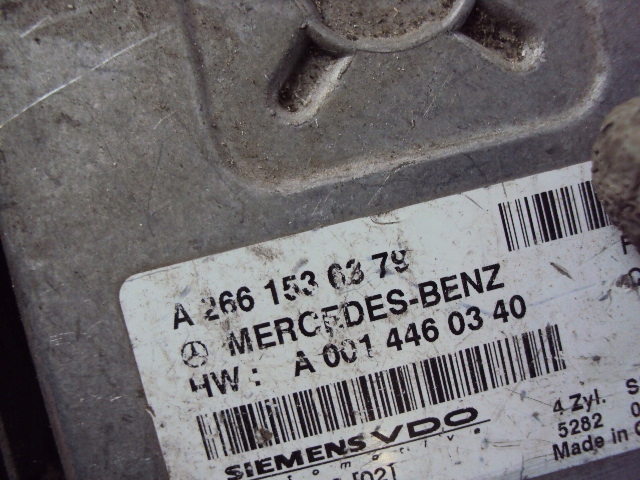 A 266 153 63 79
MERCEDES-BENZ
HW: A 001 446 03 40
SIEMENS VDO
4 Zyl. S
5282 0
Made in G
[02]